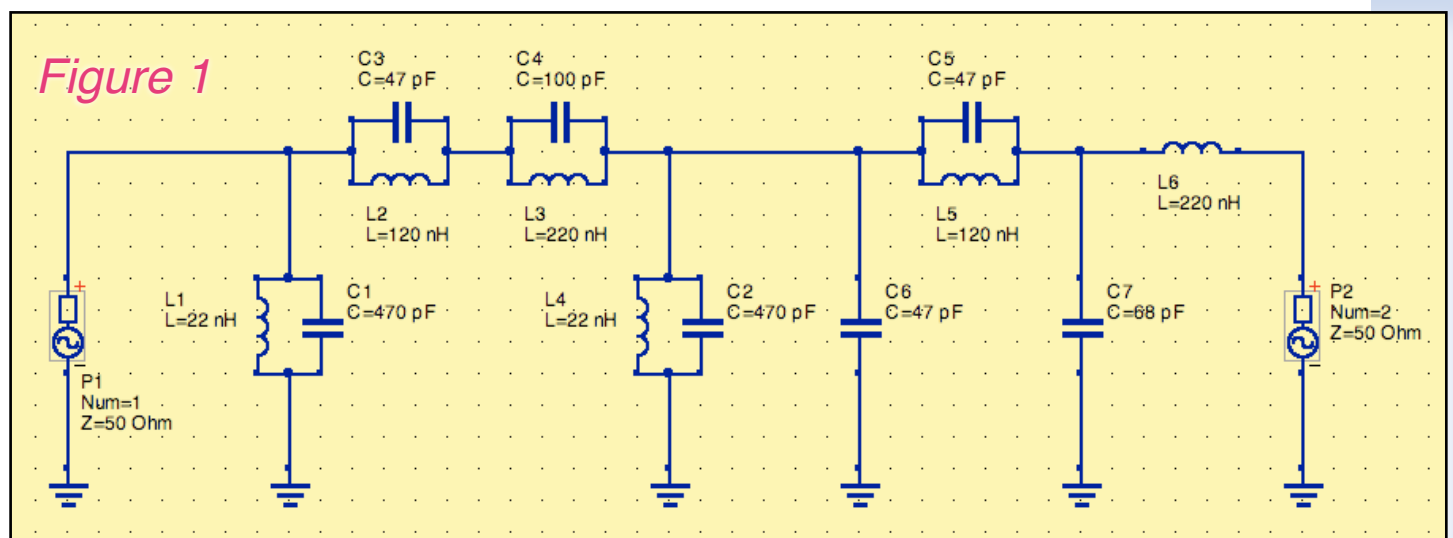 Figure 1
C3
C=47 pF
C4
C=100 pF
C5
C=47 pF
L2
L=120 nH
L3
L=220 nH
L5
L=120 nH
L6
L=220 nH
L1
L=22 nH
C1
C=470 pF
L4
L=22 nH
C2
C=470 pF
C6
C=47 pF
C7
C=68 pF
P1
Num=1
Z=50 Ohm
P2
Num=2
Z=50 Ohm